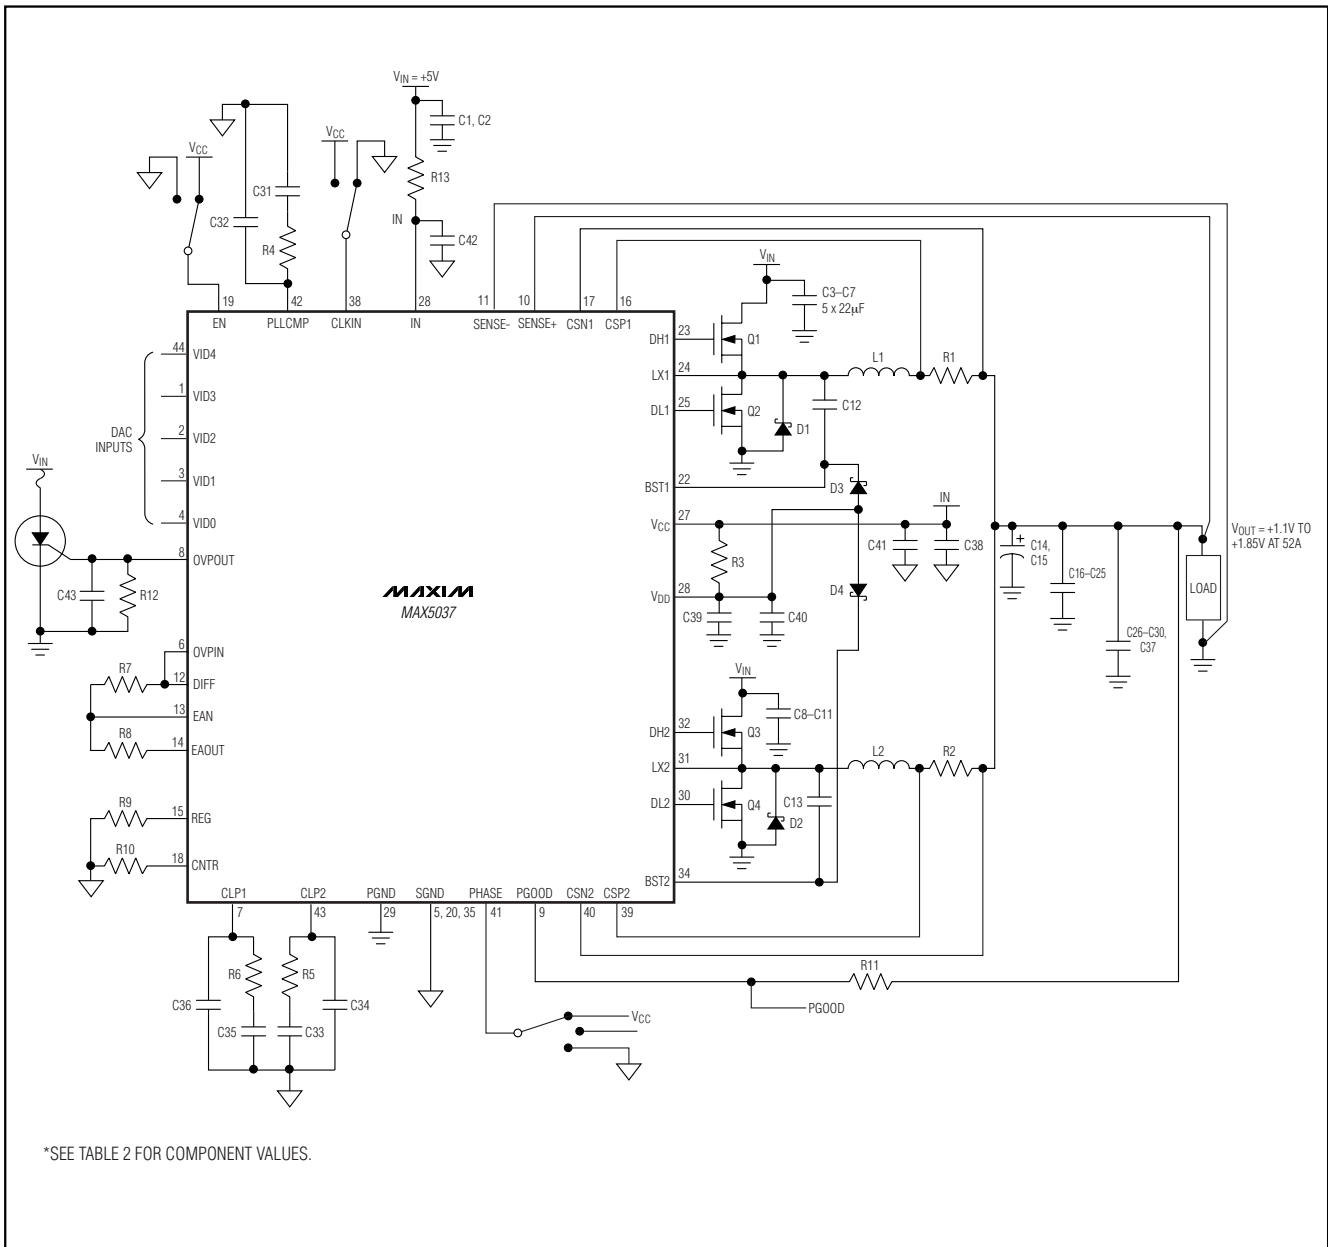 VIN = +5V
C1, C2
VCC
VCC
R13
C31
C32
R4
IN
C42
19
42
38
28
11
10
17
16
EN
PLLCMP
CLKIN
IN
SENSE-
SENSE+
CSN1
CSP1
VIN
C3–C7
5 x 22µF
DH1
23
Q1
44
VID4
LX1
24
L1
R1
1
VID3
DL1
25
Q2
C12
D1
DAC
INPUTS
2
VID2
VIN
3
VID1
BST1
22
D3
IN
4
VID0
VCC
27
C41
C38
C14,
C15
VOUT = +1.1V TO
+1.85V AT 52A
8
OVPOUT
R3
C16–C25
LOAD
C43
R12
MAXIM
MAX5037
VDD
28
D4
C39
C40
C26–C30,
C37
6
OVPIN
R7
12
DIFF
VIN
13
EAN
C8–C11
R8
14
EAOUT
DH2
32
Q3
LX2
31
L2
R2
R9
15
REG
DL2
30
Q4
C13
D2
R10
18
CNTR
BST2
34
CLP1
CLP2
PGND
SGND
PHASE
PGOOD
CSN2
CSP2
7
43
29
5, 20, 35
41
9
40
39
R6
R5
R11
C36
C34
PGOOD
C35
C33
VCC
*SEE TABLE 2 FOR COMPONENT VALUES.